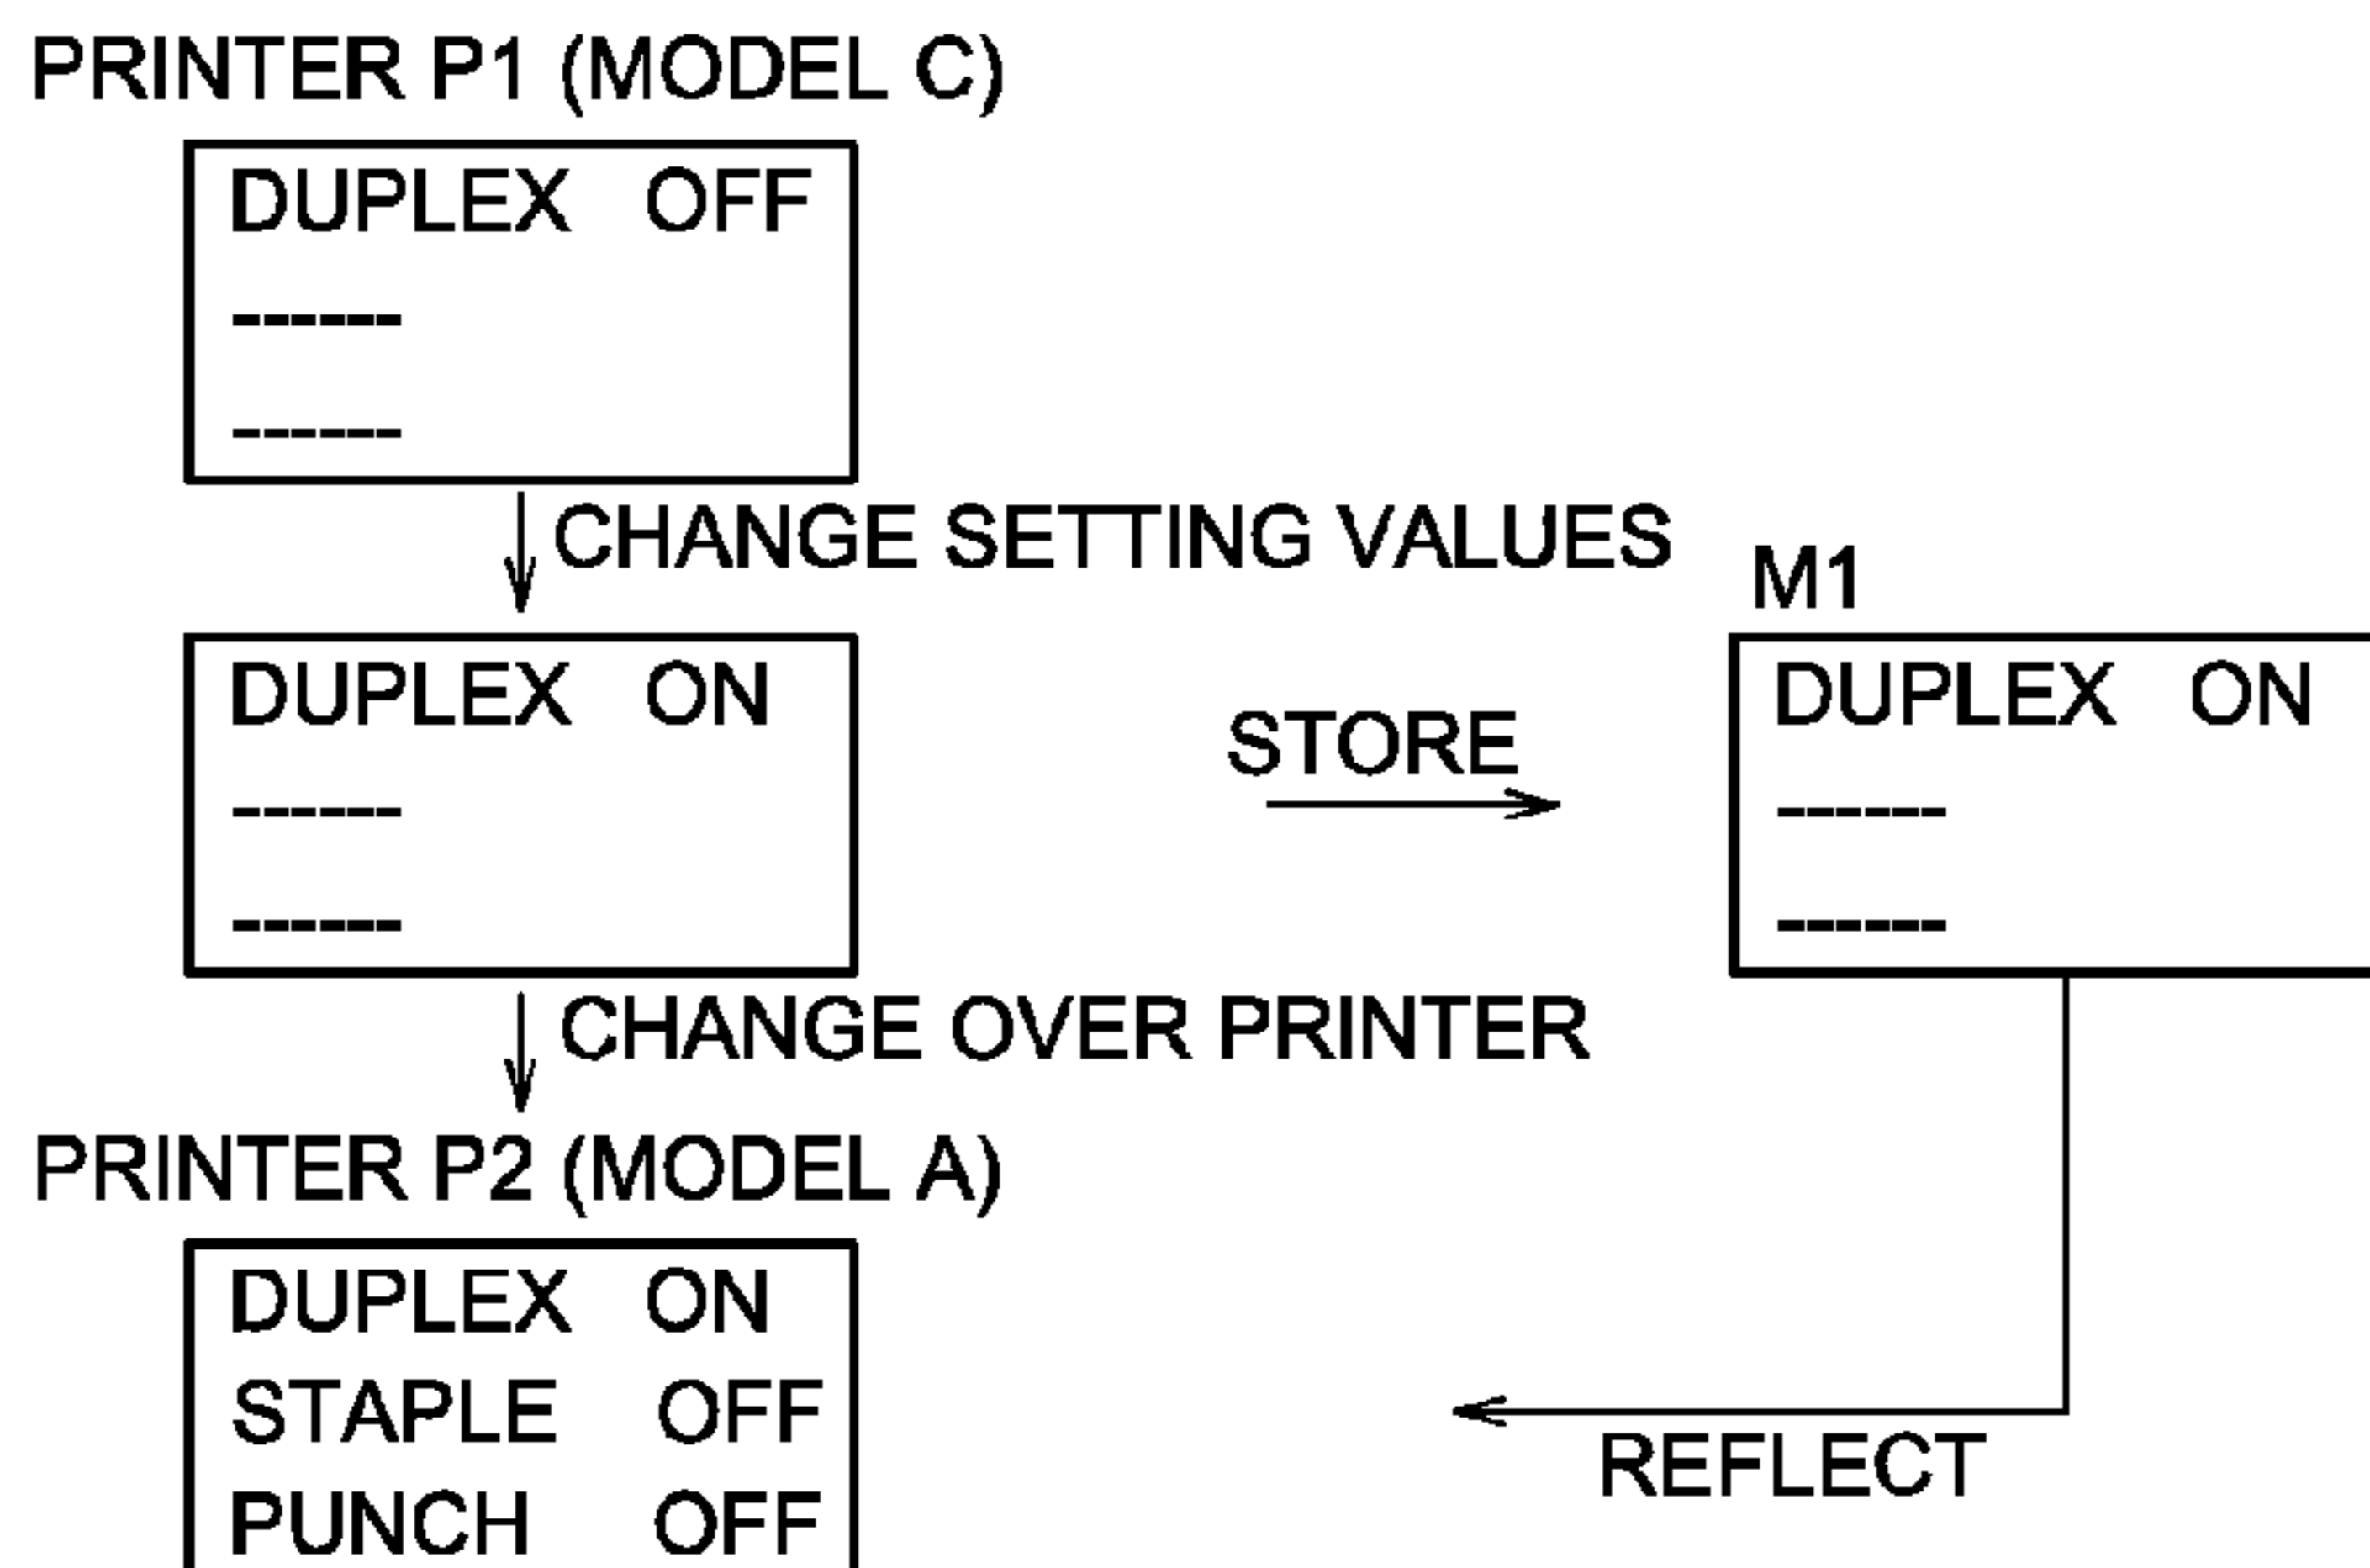 PRINTER P1 (MODEL C)
DUPLEX OFF
------
------
CHANGE SETTING VALUES
M1
DUPLEX ON
------
------
STORE
DUPLEX ON
------
------
CHANGE OVER PRINTER
PRINTER P2 (MODEL A)
DUPLEX ON
STAPLE OFF
PUNCH OFF
REFLECT